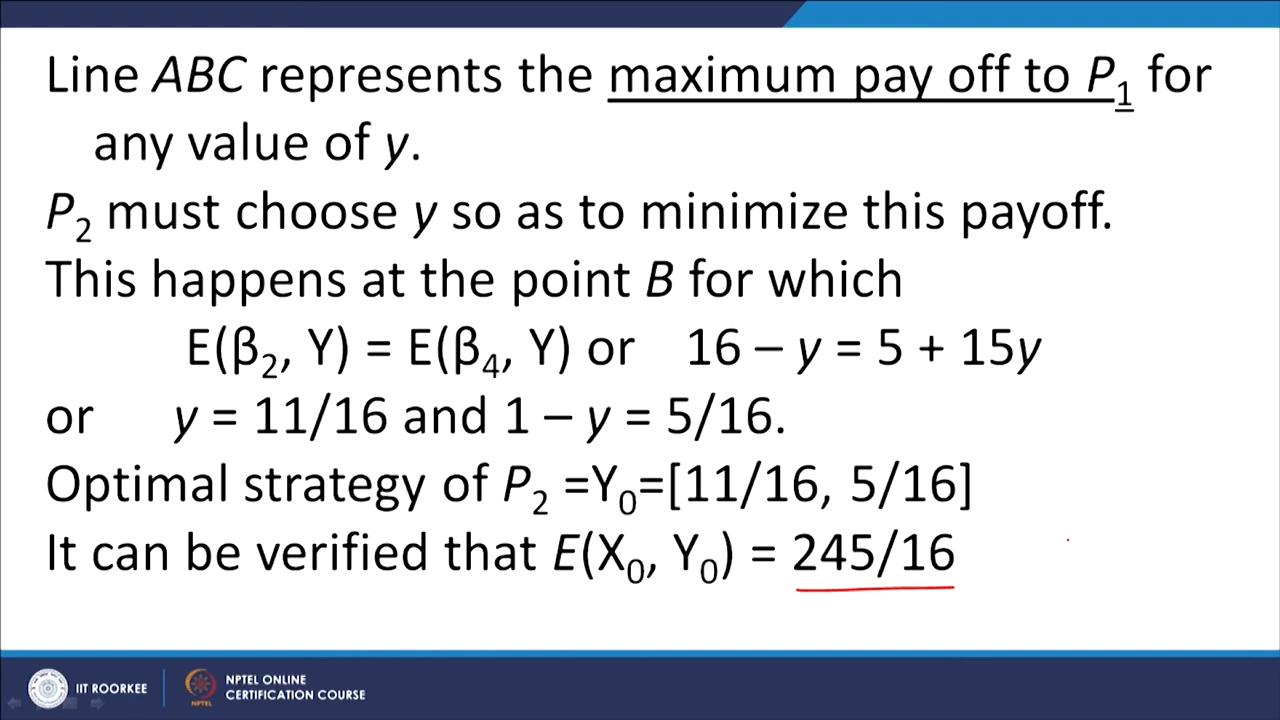 Line ABC represents the maximum pay off to P₁ for
any value of y.
P₂ must choose y so as to minimize this payoff.
This happens at the point B for which
E(β₂, Y) = E(β₄, Y) or 16 – y = 5 + 15y
or y = 11/16 and 1 – y = 5/16.
Optimal strategy of P₂ =Y₀=[11/16, 5/16]
It can be verified that E(X₀, Y₀) = 245/16
IIT ROORKEE
NPTEL
NPTEL ONLINE
CERTIFICATION COURSE